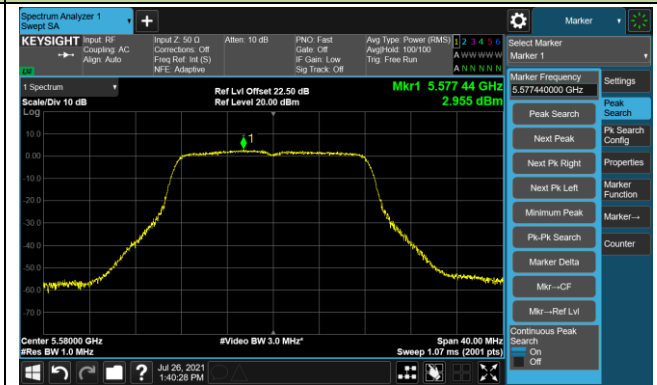 Spectrum Analyzer 1
Swept SA
Marker
KEYSIGHT
Input: RF
Coupling: AC
Align: Auto
Input Z: 50 Ω
Corrections: Off
Freq Ref: Int (S)
NFE: Adaptive
Atten: 10 dB
PNO: Fast
Gate: Off
IF Gain: Low
Sig Track: Off
Avg Type: Power (RMS)
Avg|Hold: 100/100
Trig: Free Run
1 2 3 4 5 6
A W W W W W
A N N N N N
Select Marker
Marker 1
1 Spectrum
Scale/Div 10 dB
Log
Ref Lvl Offset 22.50 dB
Ref Level 20.00 dBm
Mkr1 5.577 44 GHz
2.955 dBm
10.0
0.00
-10.0
-20.0
-30.0
-40.0
-50.0
-60.0
-70.0
1
Center 5.58000 GHz
#Res BW 1.0 MHz
#Video BW 3.0 MHz*
Span 40.00 MHz
Sweep 1.07 ms (2001 pts)
Marker Frequency
5.577440000 GHz
Peak Search
Next Peak
Next Pk Right
Next Pk Left
Minimum Peak
Pk-Pk Search
Marker Delta
Mkr→CF
Mkr→Ref Lvl
Continuous Peak
Search
On
Off
Settings
Peak
Search
Pk Search
Config
Properties
Marker
Function
Marker→
Counter
Jul 26, 2021
1:40:28 PM